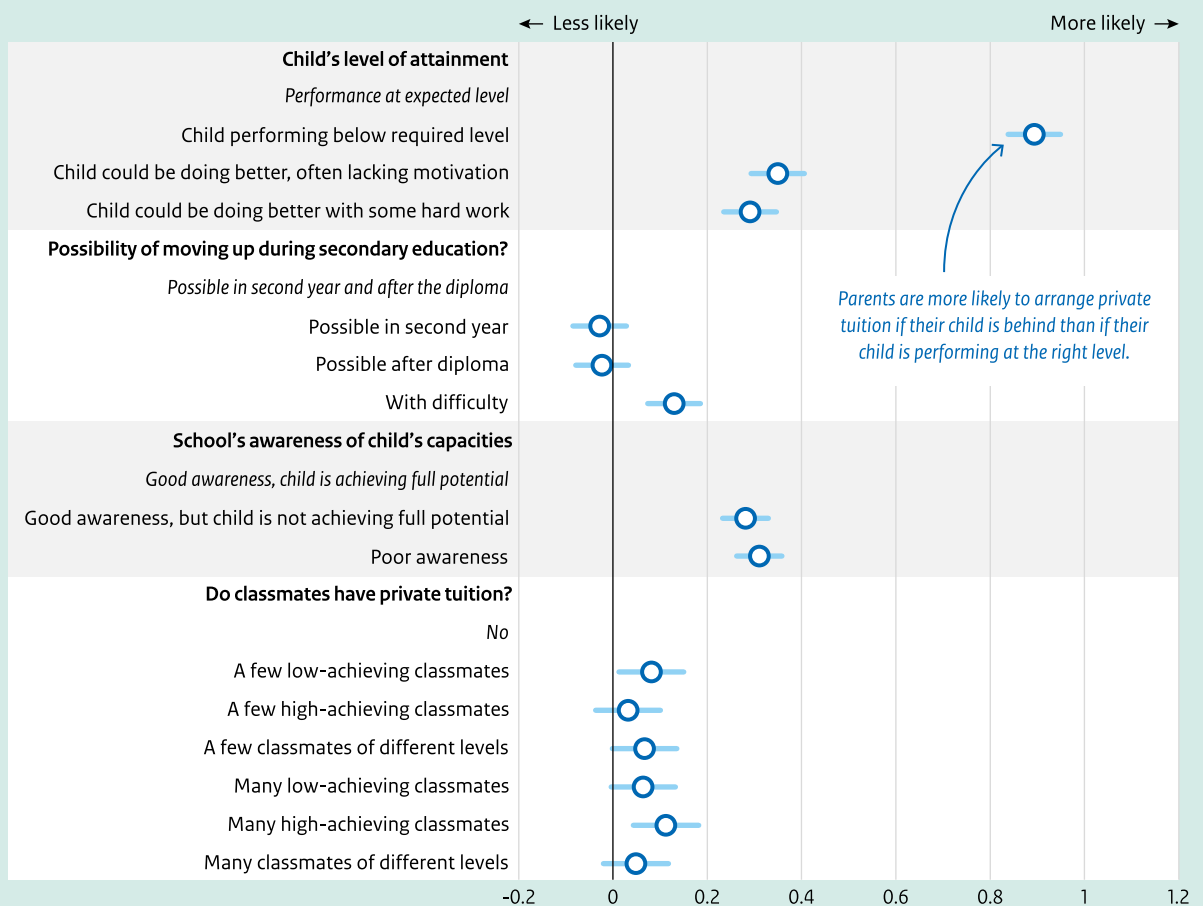 ← Less likely
More likely →
Child's level of attainment
Performance at expected level
Child performing below required level
Child could be doing better, often lacking motivation
Child could be doing better with some hard work
Possibility of moving up during secondary education?
Possible in second year and after the diploma
Possible in second year
Possible after diploma
With difficulty
Parents are more likely to arrange private
tuition if their child is behind than if their
child is performing at the right level.
School's awareness of child's capacities
Good awareness, child is achieving full potential
Good awareness, but child is not achieving full potential
Poor awareness
Do classmates have private tuition?
No
A few low-achieving classmates
A few high-achieving classmates
A few classmates of different levels
Many low-achieving classmates
Many high-achieving classmates
Many classmates of different levels
-0.2 0 0.2 0.4 0.6 0.8 1 1.2